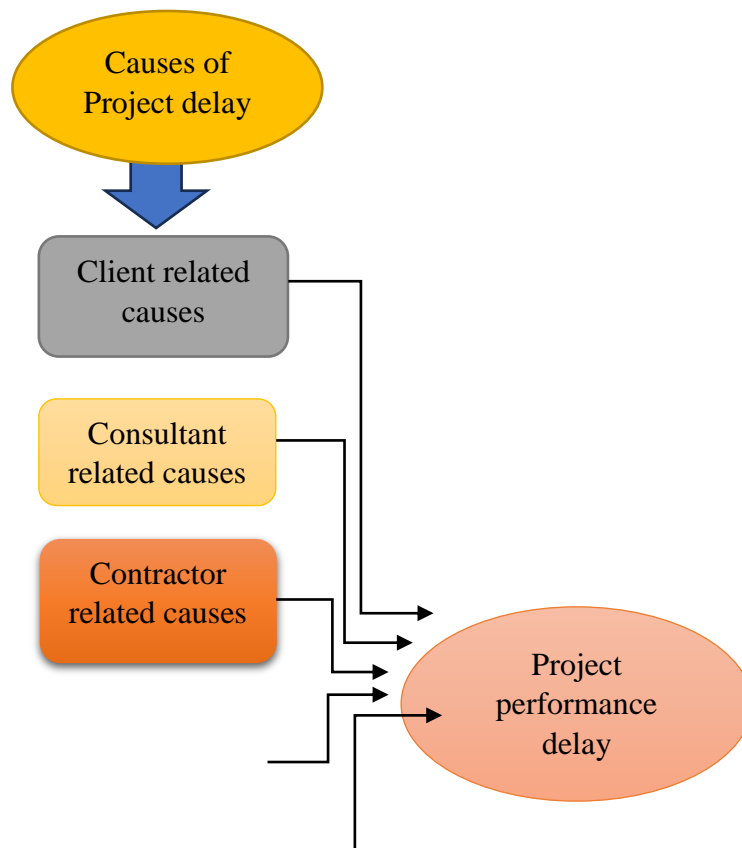 Causes of
Project delay
Client related
causes
Consultant
related causes
Contractor
related causes
Project
performance
delay